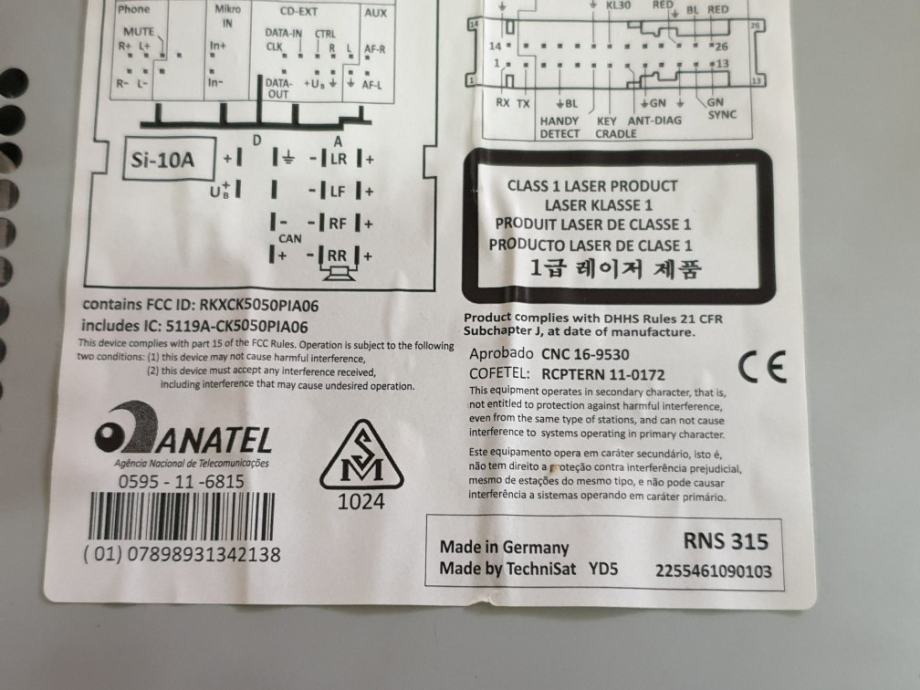 Phone
Mikro
IN
CD-EXT
AUX
MUTE
R+ L+
In+
DATA-IN CTRL
CLK R L AF-R
R- L-
In-
DATA-
OUT
+UB AF-L
D
A
Si-10A
+
- LR +
U+B
- LF +
- - RF +
CAN
+ - RR +
KL30 RED BL RED
14 26
14 26
1 13
1 13
RX TX BL GN GN
SYNC
HANDY
DETECT
KEY
CRADLE
ANT-DIAG
CLASS 1 LASER PRODUCT
LASER KLASSE 1
PRODUIT LASER DE CLASSE 1
PRODUCTO LASER DE CLASE 1
1급 레이저 제품
contains FCC ID: RKXCK5050PIA06
includes IC: 5119A-CK5050PIA06
This device complies with part 15 of the FCC Rules. Operation is subject to the following
two conditions: (1) this device may not cause harmful interference,
(2) this device must accept any interference received,
including interference that may cause undesired operation.
Product complies with DHHS Rules 21 CFR
Subchapter J, at date of manufacture.
Aprobado CNC 16-9530
COFETEL: RCPTERN 11-0172
CE
This equipment operates in secondary character, that is,
not entitled to protection against harmful interference,
even from the same type of stations, and can not cause
interference to systems operating in primary character.
Este equipamento opera em caráter secundário, isto é,
não tem direito a proteção contra interferência prejudicial,
mesmo de estações do mesmo tipo, e não pode causar
interferência a sistemas operando em caráter primário.
ANATEL
Agência Nacional de Telecomunicações
0595 - 11 -6815
(01) 07898931342138
SM
1024
Made in Germany
Made by TechniSat YD5
RNS 315
2255461090103